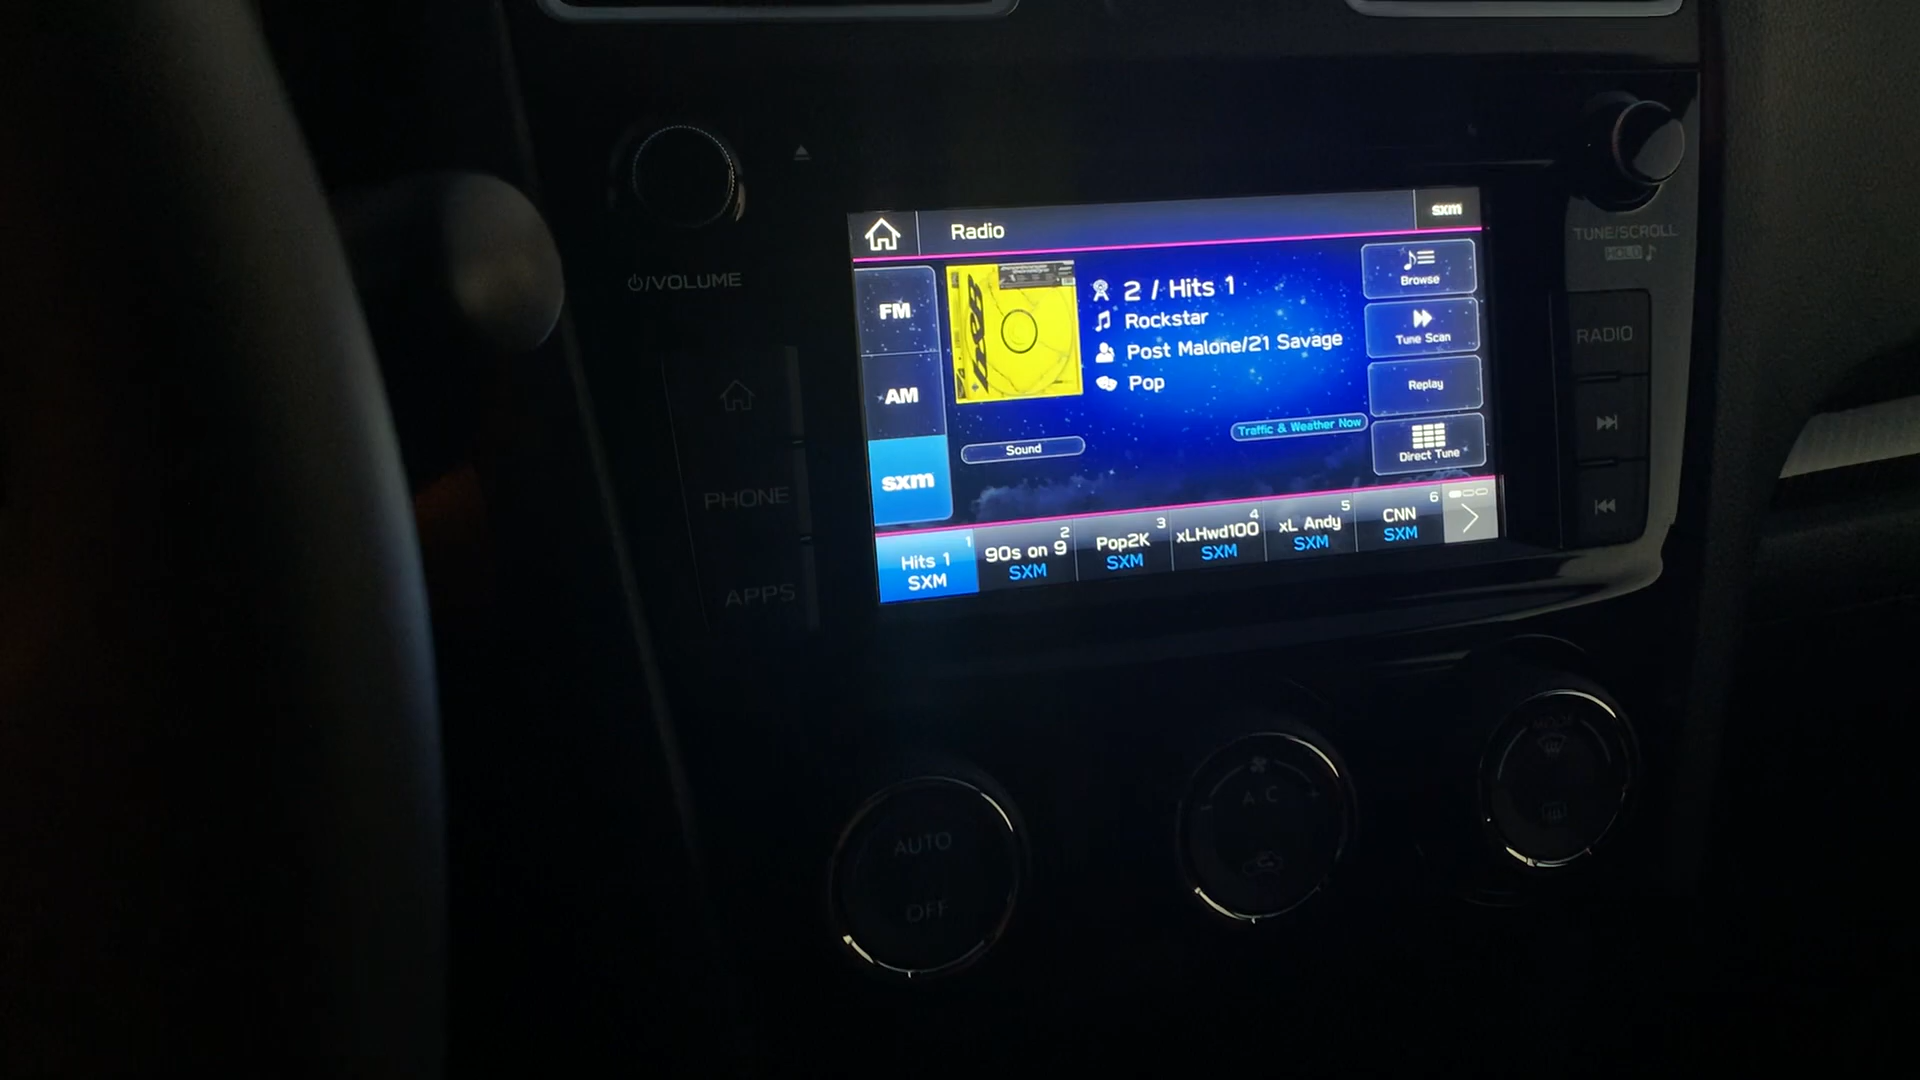 Radio
sxm
FM
AM
sxm
2 / Hits 1
Rockstar
Post Malone/21 Savage
Pop
Sound
Traffic & Weather Now
Browse
Tune Scan
Replay
Direct Tune
1
Hits 1
SXM
2
90s on 9
SXM
3
Pop2K
SXM
4
xLHwd100
SXM
5
xL Andy
SXM
6
CNN
SXM
/VOLUME
PHONE
APPS
TUNE/SCROLL
HOLD
RADIO
AUTO
OFF
A/C
MODE